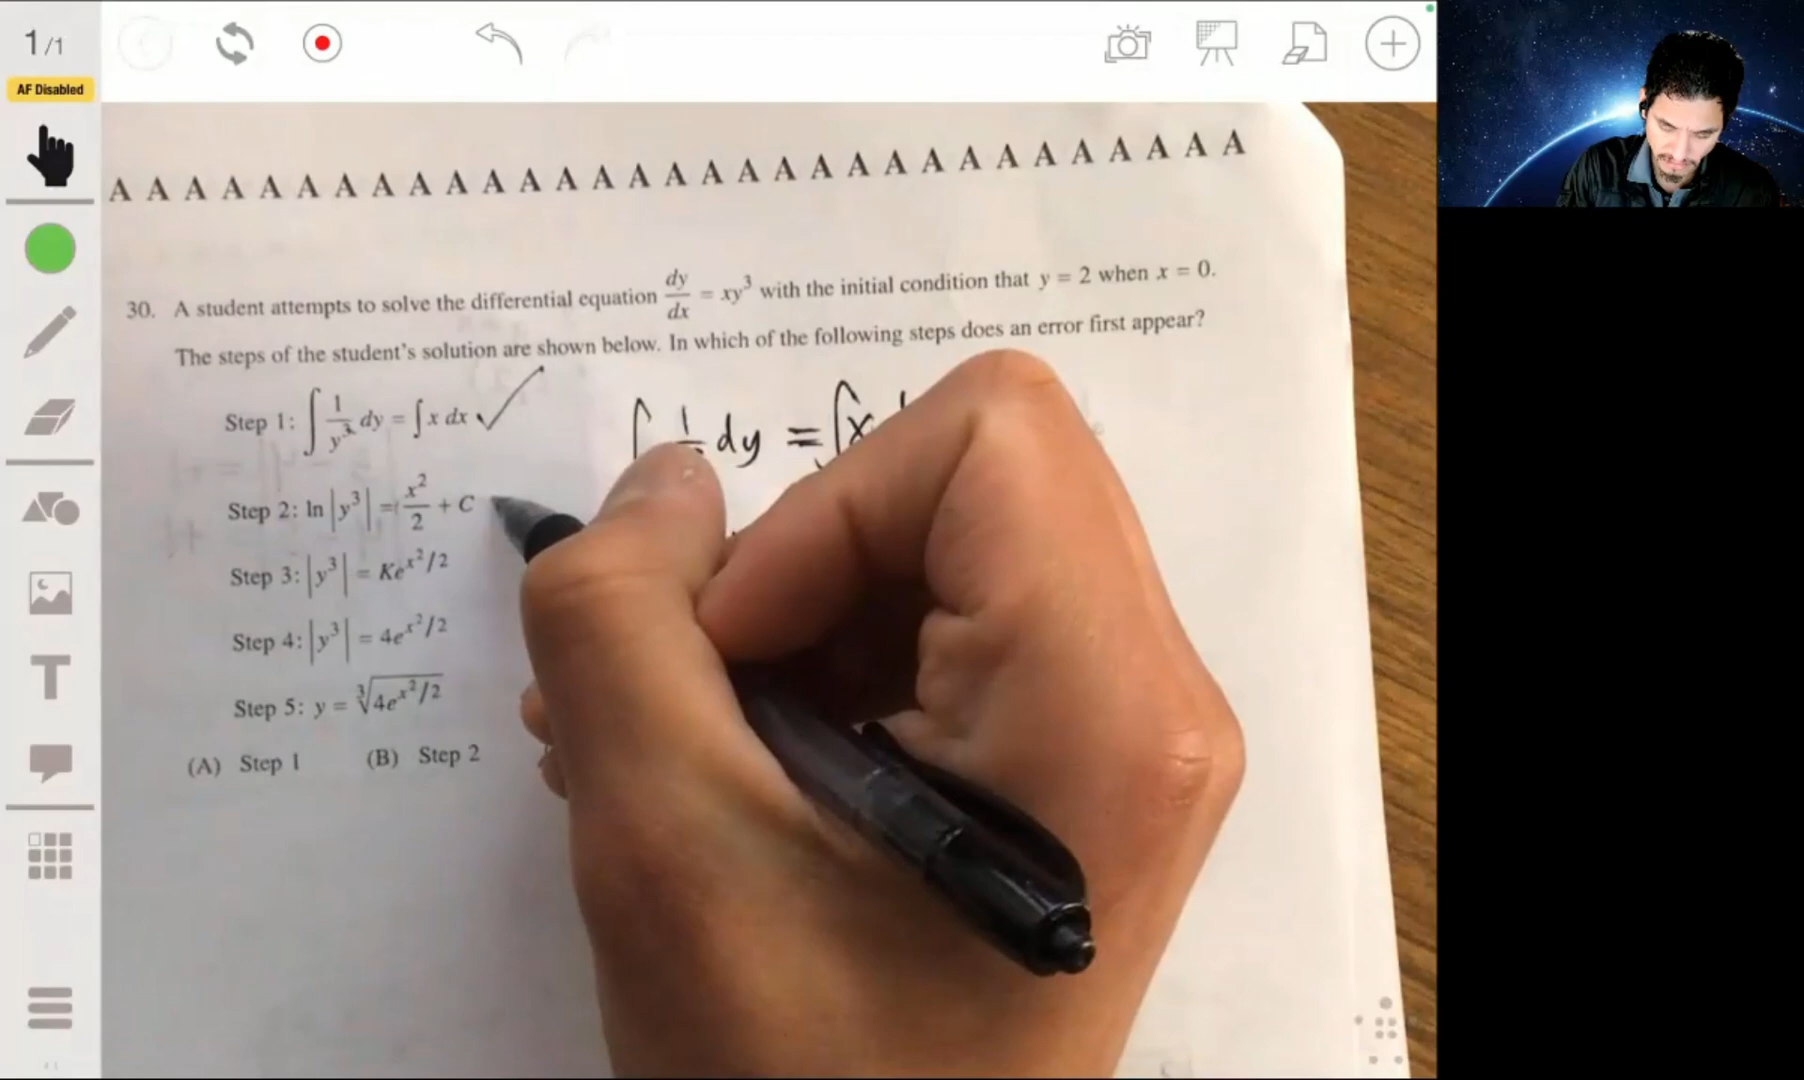 1/1
AF Disabled
A A A A A A A A A A A A A A A A A A A A A A A A A A A A A A A
30. A student attempts to solve the differential equation dy/dx = xy³ with the initial condition that y = 2 when x = 0.
The steps of the student's solution are shown below. In which of the following steps does an error first appear?
Step 1: ∫ 1/y³ dy = ∫ x dx ✓
∫ 1 dy = ∫x
Step 2: ln |y³| = x²/2 + C
Step 3: |y³| = Ke^x²/2
Step 4: |y³| = 4e^x²/2
Step 5: y = ∛4e^x²/2
(A) Step 1 (B) Step 2
T